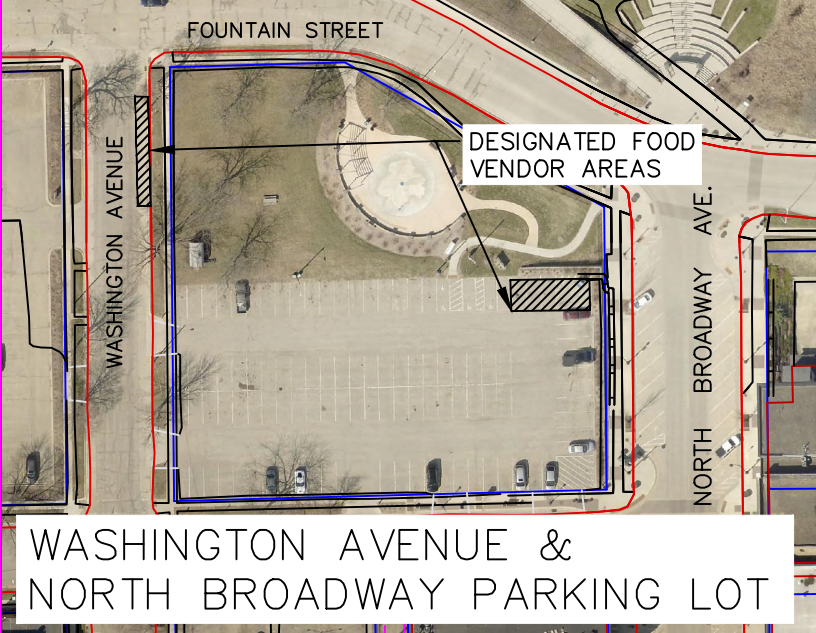 FOUNTAIN STREET
DESIGNATED FOOD
VENDOR AREAS
WASHINGTON AVENUE
NORTH BROADWAY AVE.
WASHINGTON AVENUE &
NORTH BROADWAY PARKING LOT